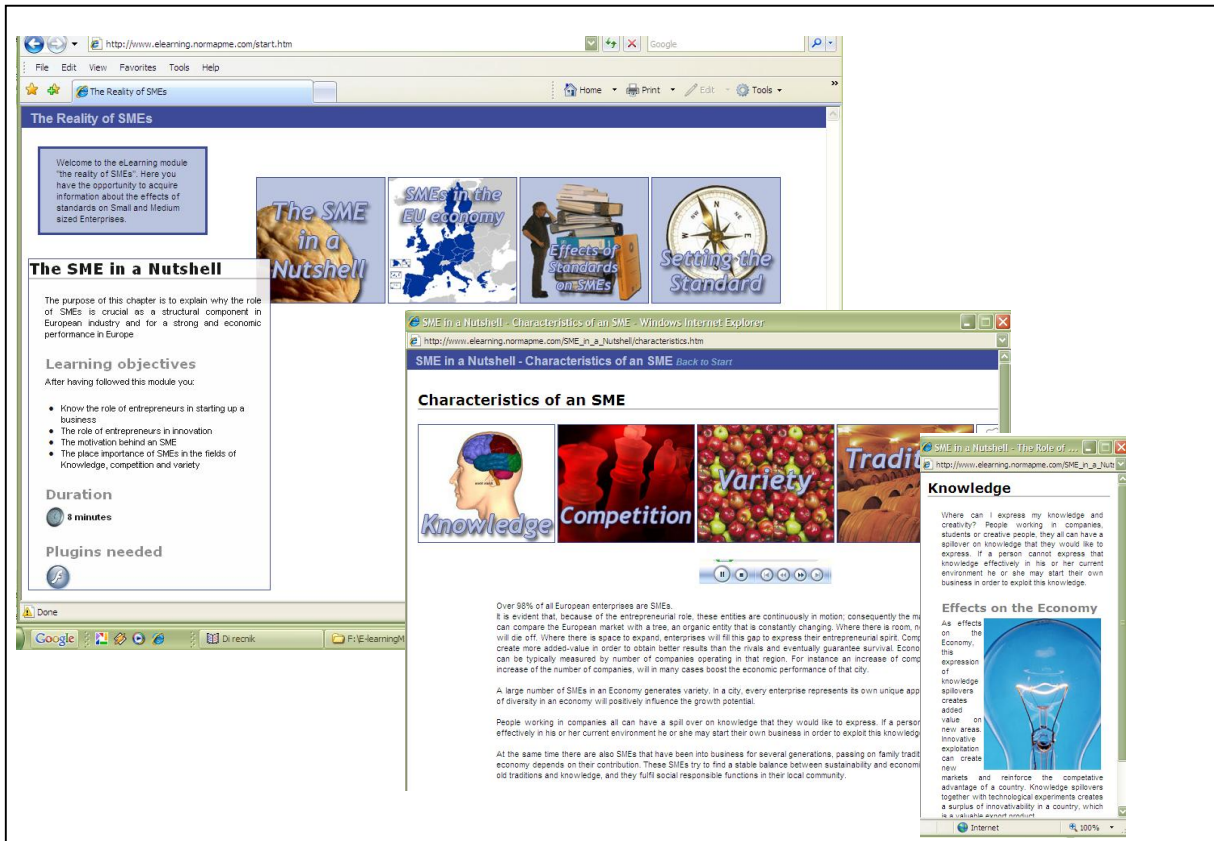 http://www.elearning.normapme.com/start.htm
Google
File Edit View Favorites Tools Help
The Reality of SMEs
Home Print Edit Tools »
The Reality of SMEs
Welcome to the eLearning module
"the reality of SMEs". Here you
have the opportunity to acquire
information about the effects of
standards on Small and Medium
sized Enterprises.
The SME
in a
Nutshell
SMEs in the
EU economy
Effects of
Standards
on SMEs
Setting the
Standard
The SME in a Nutshell
The purpose of this chapter is to explain why the role
of SMEs is crucial as a structural component in
European industry and for a strong and economic
performance in Europe
Learning objectives
After having followed this module you:
• Know the role of entrepreneurs in starting up a
business
• The role of entrepreneurs in innovation
• The motivation behind an SME
• The place importance of SMEs in the fields of
Knowledge, competition and variety
Duration
8 minutes
Plugins needed
Done
Google
Di recnik
F:\E-learningM
SME in a Nutshell - Characteristics of an SME - Windows Internet Explorer
http://www.elearning.normapme.com/SME_in_a_Nutshell/characteristics.htm
SME in a Nutshell - Characteristics of an SME Back to Start
Characteristics of an SME
Knowledge
Competition
Variety
Tradit
Over 98% of all European enterprises are SMEs.
It is evident that, because of the entrepreneurial role, these entities are continuously in motion; consequently the ma
can compare the European market with a tree, an organic entity that is constantly changing. Where there is room, n
will die off. Where there is space to expand, enterprises will fill this gap to express their entrepreneurial spirit. Comp
create more added-value in order to obtain better results than the rivals and eventually guarantee survival. Econo
can be typically measured by number of companies operating in that region. For instance an increase of comp
increase of the number of companies, will in many cases boost the economic performance of that city.
A large number of SMEs in an Economy generates variety. In a city, every enterprise represents its own unique app
of diversity in an economy will positively influence the growth potential.
People working in companies all can have a spill over on knowledge that they would like to express. If a person
effectively in his or her current environment he or she may start their own business in order to exploit this knowledg
At the same time there are also SMEs that have been into business for several generations, passing on family tradit
economy depends on their contribution. These SMEs try to find a stable balance between sustainability and economi
old traditions and knowledge, and they fulfil social responsible functions in their local community.
SME in a Nutshell - The Role of ...
http://www.elearning.normapme.com/SME_in_a_Nut
Knowledge
Where can I express my knowledge and
creativity? People working in companies,
students or creative people, they all can have a
spillover on knowledge that they would like to
express. If a person cannot express that
knowledge effectively in his or her current
environment he or she may start their own
business in order to exploit this knowledge.
Effects on the Economy
As effects
on the
Economy,
this
expression
of
knowledge
spillovers
creates
added
value on
new areas.
Innovative
exploitation
can create
new
markets and reinforce the competative
advantage of a country. Knowledge spillovers
together with technological experiments creates
a surplus of innovativability in a country, which
is a valuable export product
Internet 100%